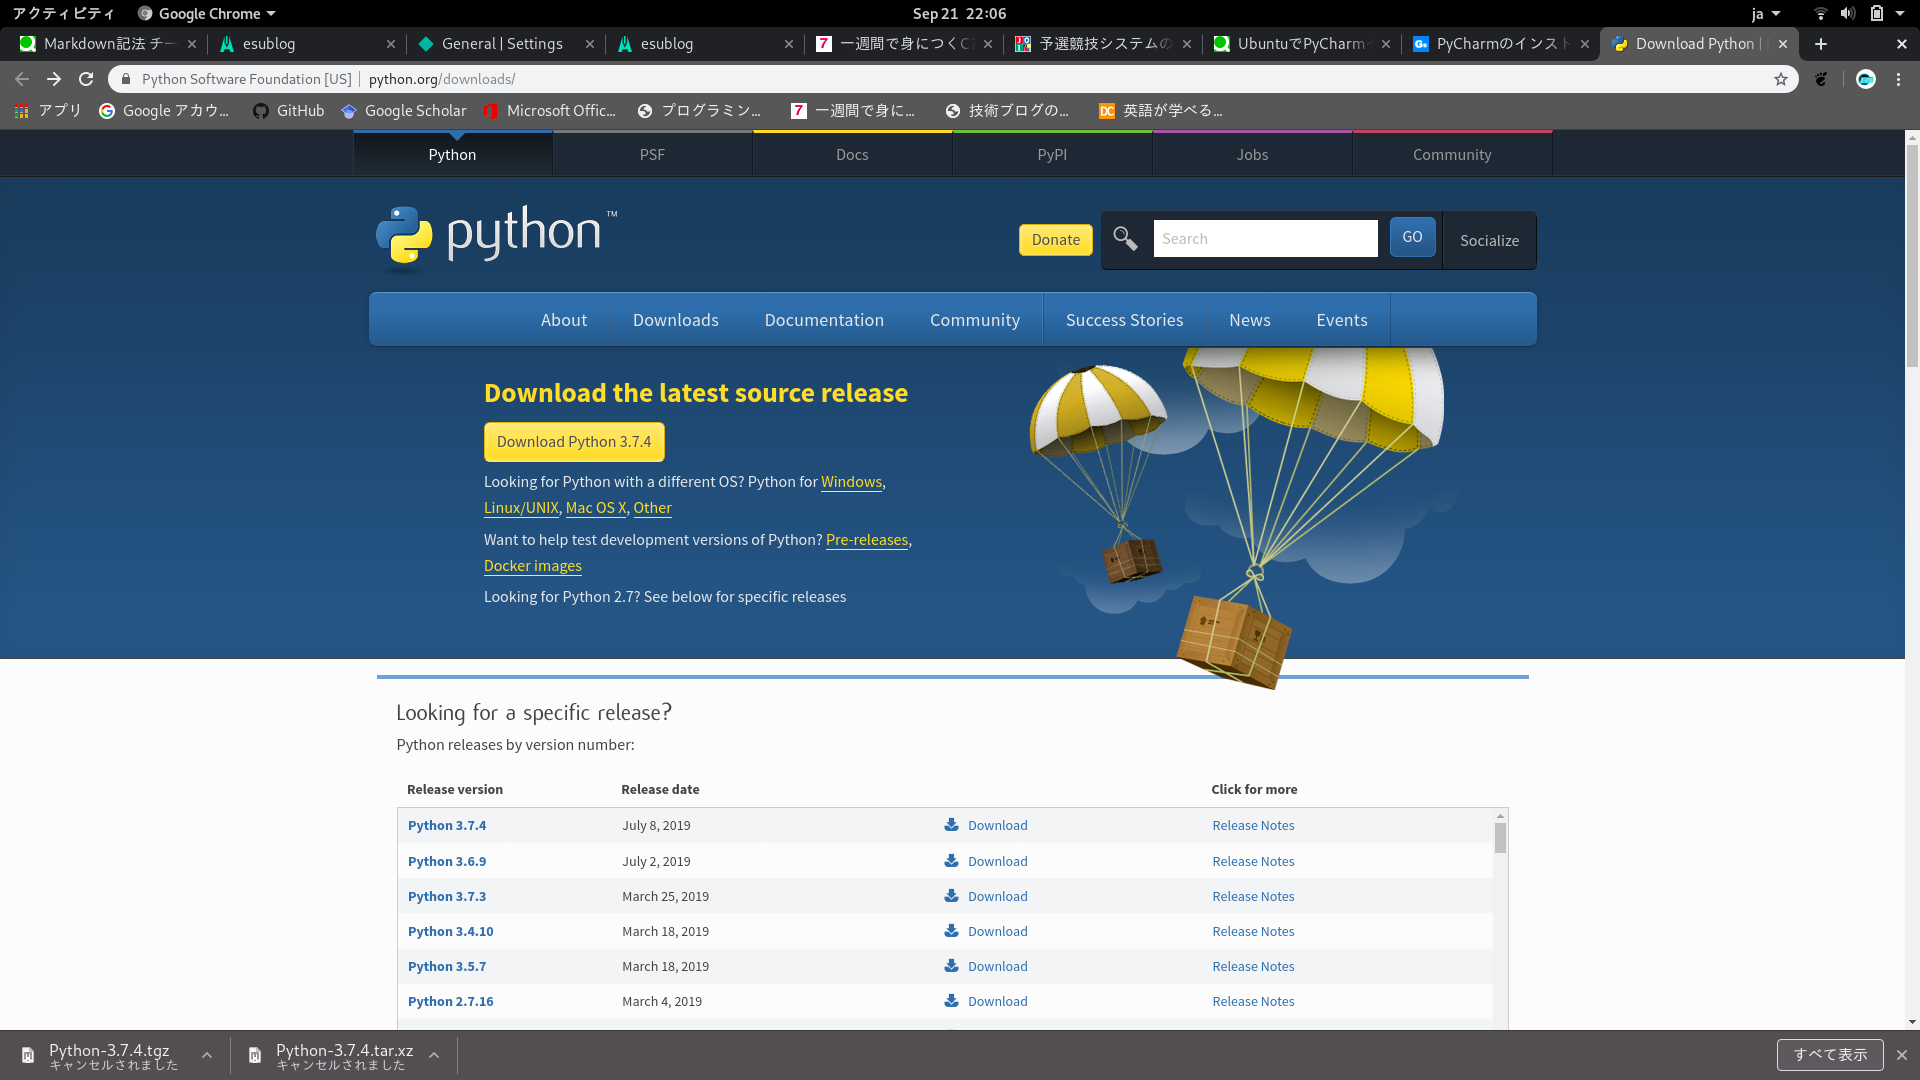 アクティビティ Google Chrome Sep 21 22:06 ja
Markdown記法 チー esublog General | Settings esublog 一週間で身につくC 予選競技システムの UbuntuでPyCharm PyCharmのインスト Download Python |
Python Software Foundation [US] python.org/downloads/
アプリ Google アカウ... GitHub Google Scholar Microsoft Offic... プログラミン... 一週間で身に... 技術ブログの... 英語が学べる...
Python PSF Docs PyPI Jobs Community
python™
Donate Search GO Socialize
About Downloads Documentation Community Success Stories News Events
Download the latest source release
Download Python 3.7.4
Looking for Python with a different OS? Python for Windows,
Linux/UNIX, Mac OS X, Other
Want to help test development versions of Python? Pre-releases,
Docker images
Looking for Python 2.7? See below for specific releases
Looking for a specific release?
Python releases by version number:
Release version Release date Click for more
Python 3.7.4 July 8, 2019 Download Release Notes
Python 3.6.9 July 2, 2019 Download Release Notes
Python 3.7.3 March 25, 2019 Download Release Notes
Python 3.4.10 March 18, 2019 Download Release Notes
Python 3.5.7 March 18, 2019 Download Release Notes
Python 2.7.16 March 4, 2019 Download Release Notes
Python-3.7.4.tgz Python-3.7.4.tar.xz すべて表示
キャンセルされました キャンセルされました